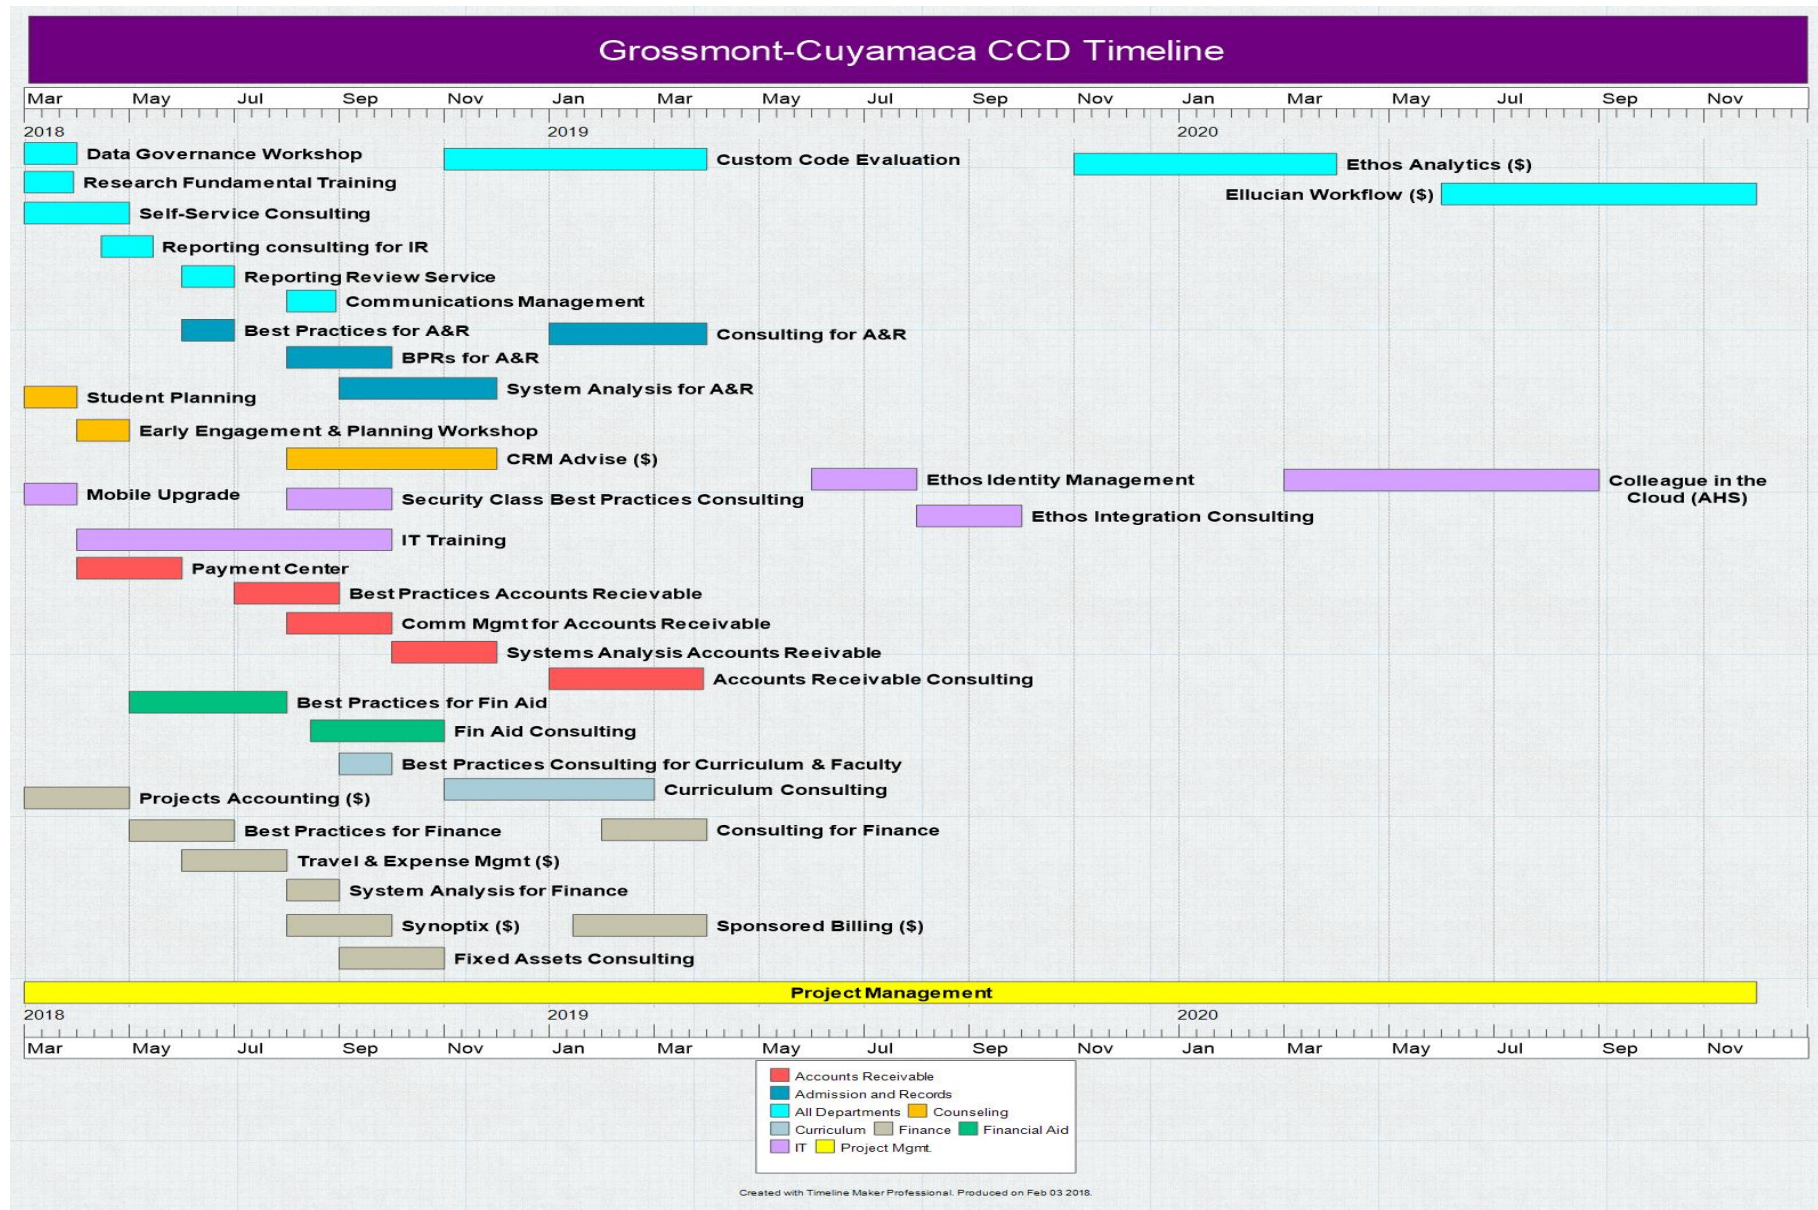 Grossmont-Cuyamaca CCD Timeline
Mar May Jul Sep Nov Jan Mar May Jul Sep Nov Jan Mar May Jul Sep Nov
2018 2019 2020
Data Governance Workshop
Custom Code Evaluation
Ethos Analytics ($)
Research Fundamental Training
Ellucian Workflow ($)
Self-Service Consulting
Reporting consulting for IR
Reporting Review Service
Communications Management
Best Practices for A&R
Consulting for A&R
BPRs for A&R
System Analysis for A&R
Student Planning
Early Engagement & Planning Workshop
CRM Advise ($)
Ethos Identity Management
Colleague in the
Cloud (AHS)
Mobile Upgrade
Security Class Best Practices Consulting
Ethos Integration Consulting
IT Training
Payment Center
Best Practices Accounts Recievable
Comm Mgmt for Accounts Receivable
Systems Analysis Accounts Reeivable
Accounts Receivable Consulting
Best Practices for Fin Aid
Fin Aid Consulting
Best Practices Consulting for Curriculum & Faculty
Curriculum Consulting
Projects Accounting ($)
Best Practices for Finance
Consulting for Finance
Travel & Expense Mgmt ($)
System Analysis for Finance
Synoptix ($)
Sponsored Billing ($)
Fixed Assets Consulting
Project Management
2018 2019 2020
Mar May Jul Sep Nov Jan Mar May Jul Sep Nov Jan Mar May Jul Sep Nov
Accounts Receivable
Admission and Records
All Departments Counseling
Curriculum Finance Financial Aid
IT Project Mgmt.
Created with Timeline Maker Professional. Produced on Feb 03 2018.